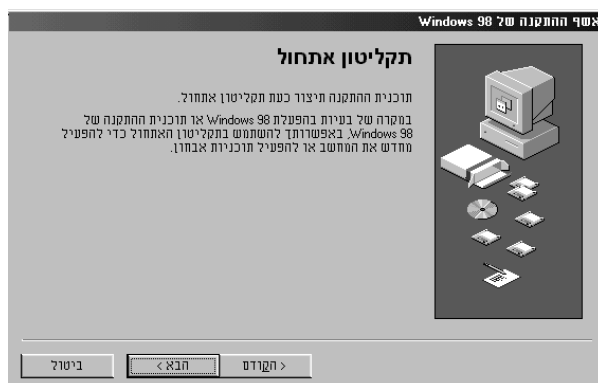 אשף ההתקנה של Windows 98
תקליטון אתחול
תוכנית ההתקנה תיצור כעת תקליטון אתחול.
במקרה של בעיות בהפעלת Windows 98 או תוכנית ההתקנה של
Windows 98, באפשרותך להשתמש בתקליטון האתחול כדי להפעיל
מחדש את המחשב או להפעיל תוכניות אבחון.
< הקודם
הבא >
ביטול